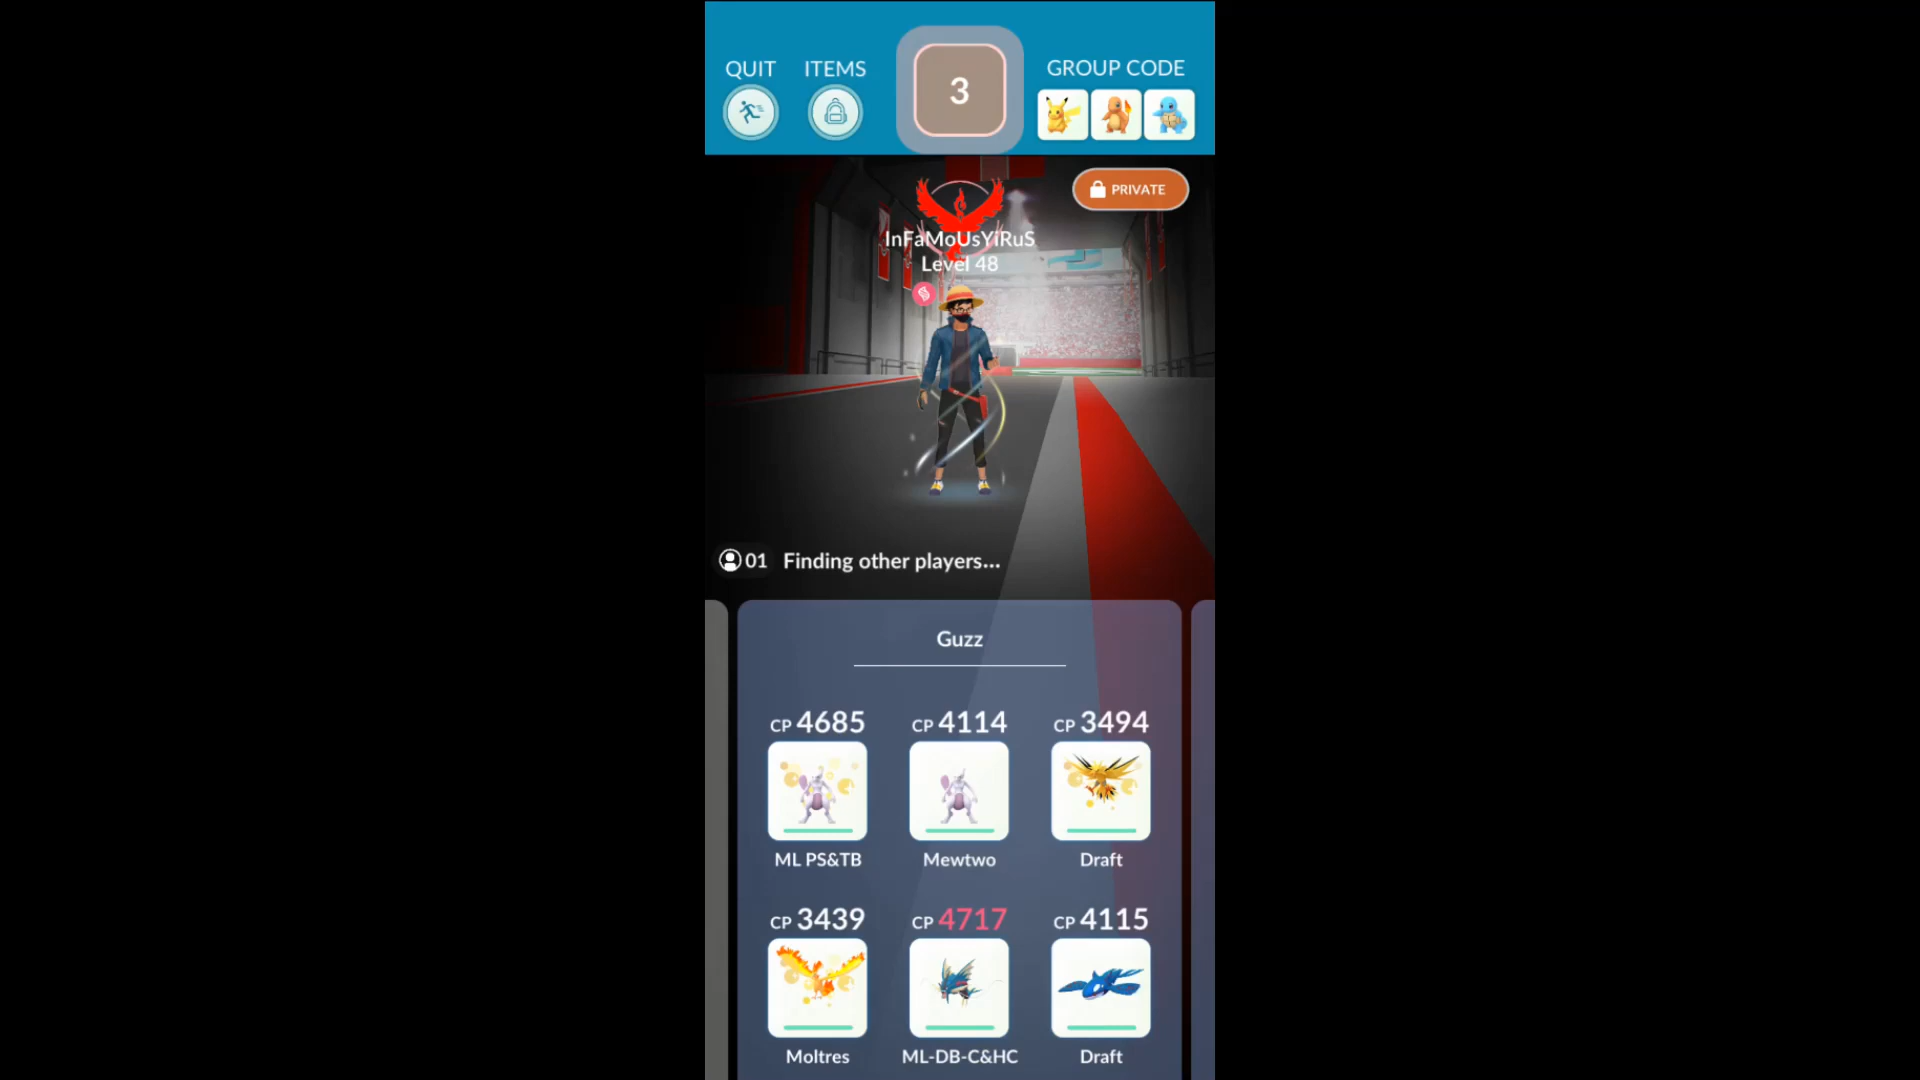 QUIT ITEMS 3 GROUP CODE
PRIVATE
InFaMoUsYiRuS
Level 48
01 Finding other players...
Guzz
CP 4685 CP 4114 CP 3494
ML PS&TB Mewtwo Draft
CP 3439 CP 4717 CP 4115
Moltres ML-DB-C&HC Draft